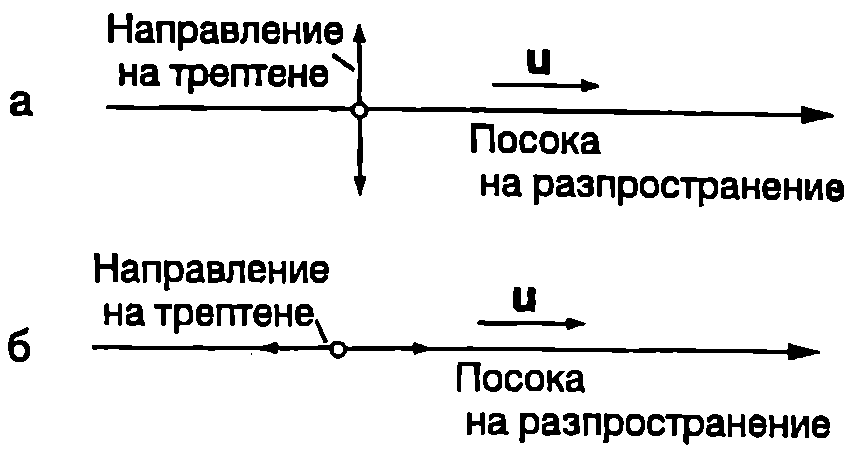 Направление
на трептене
u
а
Посока
на разпространение
Направление
на трептене
u
б
Посока
на разпространение